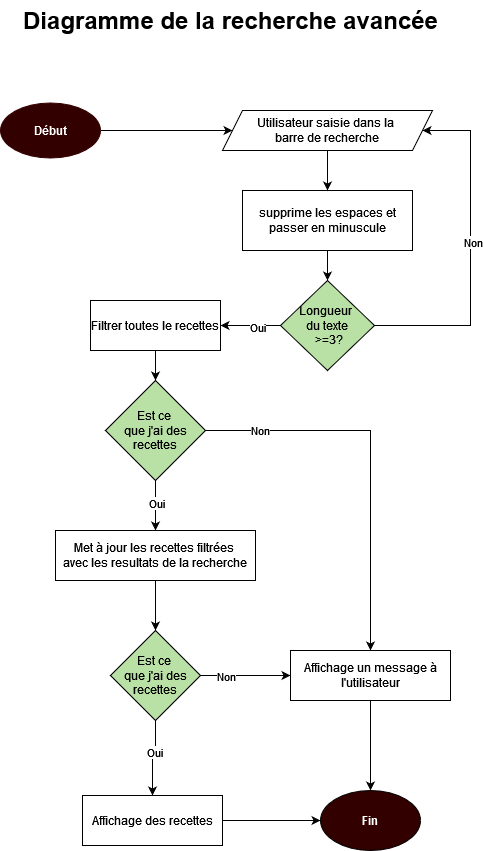 Diagramme de la recherche avancée
Début
Utilisateur saisie dans la
barre de recherche
supprime les espaces et
passer en minuscule
Non
Longueur
du texte
>=3?
Oui
Filtrer toutes le recettes
Est ce
que j'ai des
recettes
Non
Oui
Met à jour les recettes filtrées
avec les resultats de la recherche
Est ce
que j'ai des
recettes
Non
Affichage un message à
l'utilisateur
Oui
Affichage des recettes
Fin